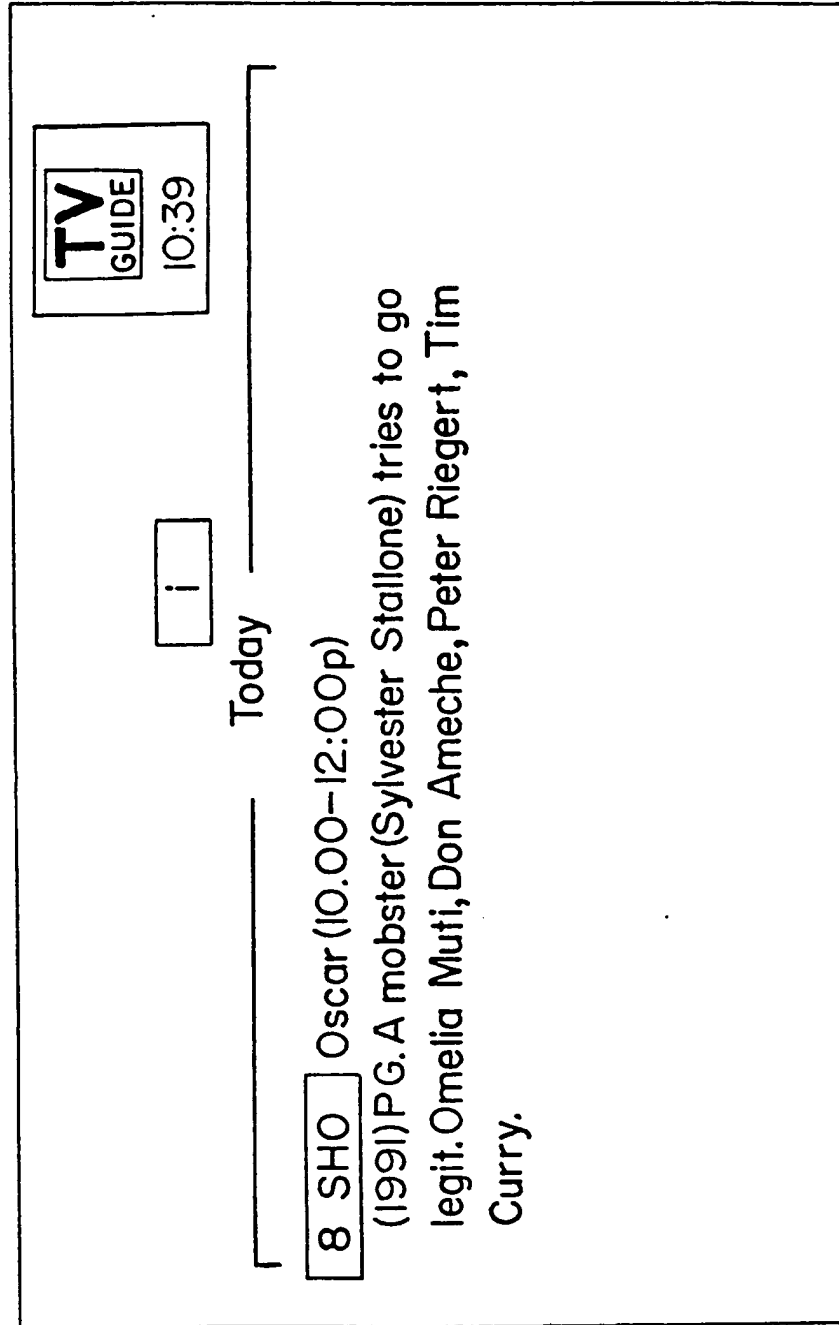 TV
GUIDE
10:39
i
Today
8 SHO Oscar (10.00-12:00p)
(1991) PG. A mobster (Sylvester Stallone) tries to go
legit. Omelia Muti, Don Ameche, Peter Riegert, Tim
Curry.